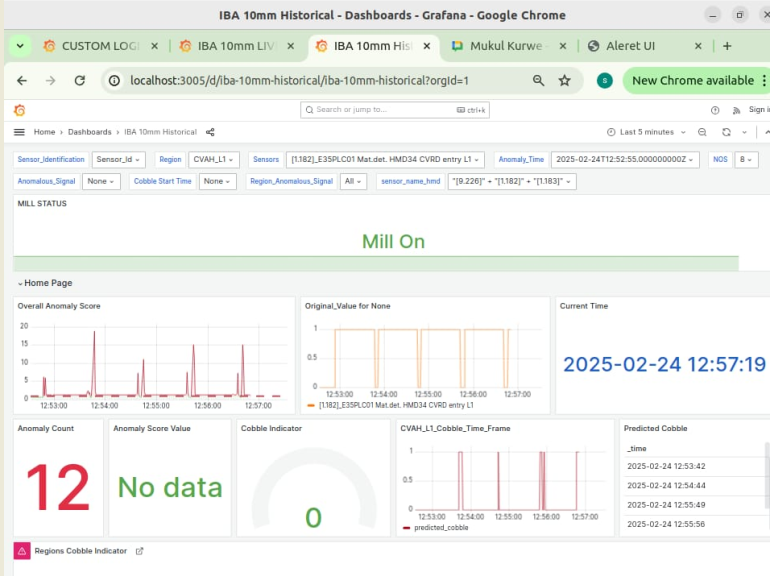 IBA 10mm Historical - Dashboards - Grafana - Google Chrome
CUSTOM LOG
IBA 10mm LIV
IBA 10mm His
Mukul Kurwe -
Aleret UI
localhost:3005/d/iba-10mm-historical/iba-10mm-historical?orgId=1
S
New Chrome available
Search or jump to...
ctrl+k
Sign i
Home › Dashboards › IBA 10mm Historical
Last 5 minutes
Sensor_Identification Sensor_Id Region CVAH_L1 Sensors [1.182]_E35PLC01 Mat.det. HMD34 CVRD entry L1 Anomaly_Time 2025-02-24T12:52:55.000000000Z NOS 8
Anomalous_Signal None Cobble Start Time None Region_Anomalous_Signal All sensor_name_hmd "[9.226]" + "[1.182]" + "[1.183]"
MILL STATUS
Mill On
Home Page
Overall Anomaly Score
20
15
10
5
0
12:53:00 12:54:00 12:55:00 12:56:00 12:57:00
Original_Value for None
1
0.5
0
12:53:00 12:54:00 12:55:00 12:56:00 12:57:00
[1.182]_E35PLC01 Mat.det. HMD34 CVRD entry L1
Current Time
2025-02-24 12:57:19
Anomaly Count
12
Anomaly Score Value
No data
Cobble Indicator
0
CVAH_L1_Cobble_Time_Frame
1
0.5
0
12:53:00 12:54:00 12:55:00 12:56:00 12:57:00
predicted_cobble
Predicted Cobble
_time
2025-02-24 12:53:42
2025-02-24 12:54:44
2025-02-24 12:55:49
2025-02-24 12:55:56
Regions Cobble Indicator